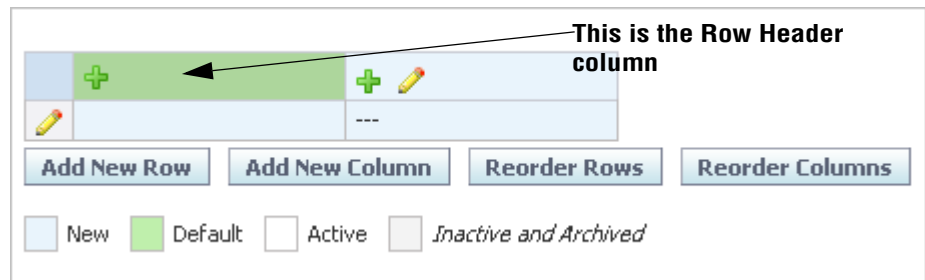 This is the Row Header
column
---
Add New Row Add New Column Reorder Rows Reorder Columns
New Default Active Inactive and Archived